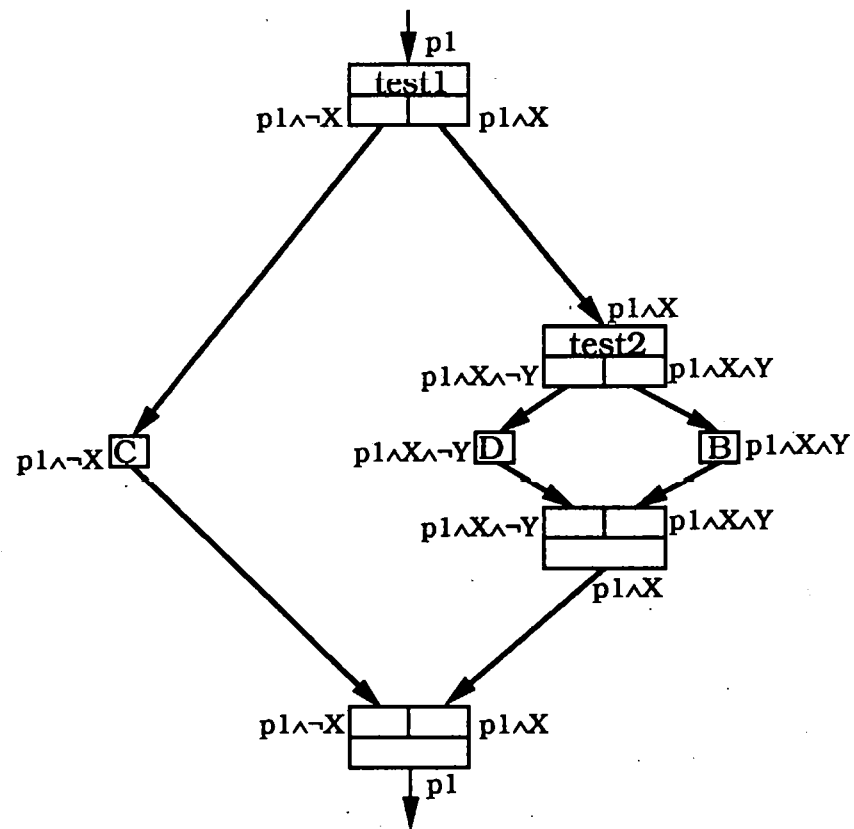 p1
test1
p1∧¬X p1∧X
p1∧X
test2
p1∧X∧¬Y p1∧X∧Y
p1∧¬X C p1∧X∧¬Y D B p1∧X∧Y
p1∧X∧¬Y p1∧X∧Y
p1∧X
p1∧¬X p1∧X
p1